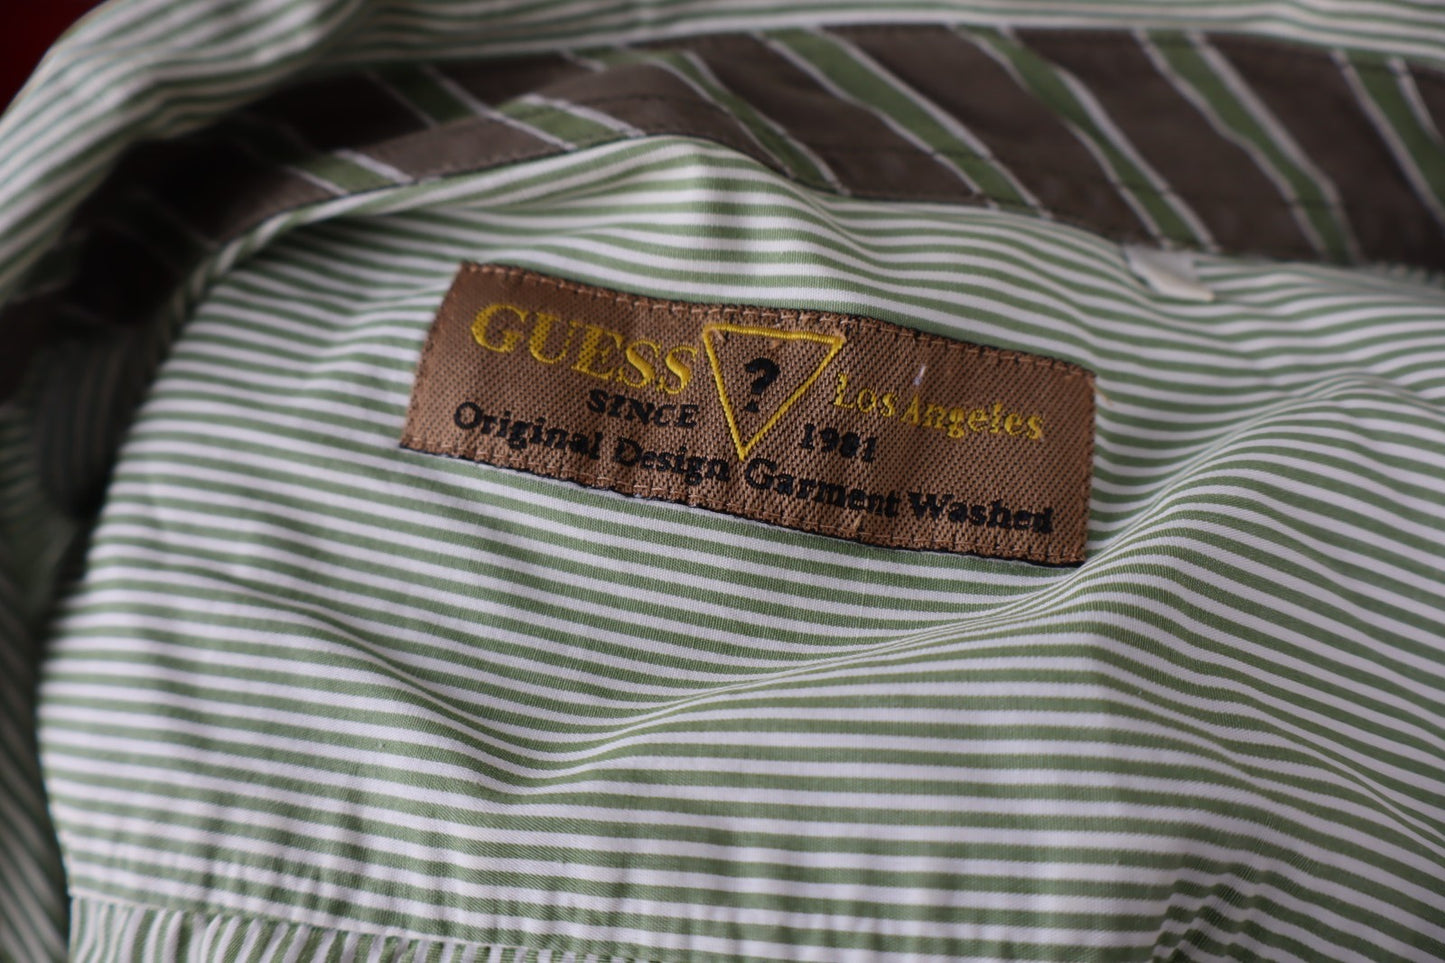 GUESS ? Los Angeles
SINCE 1981
Original Design Garment Washed